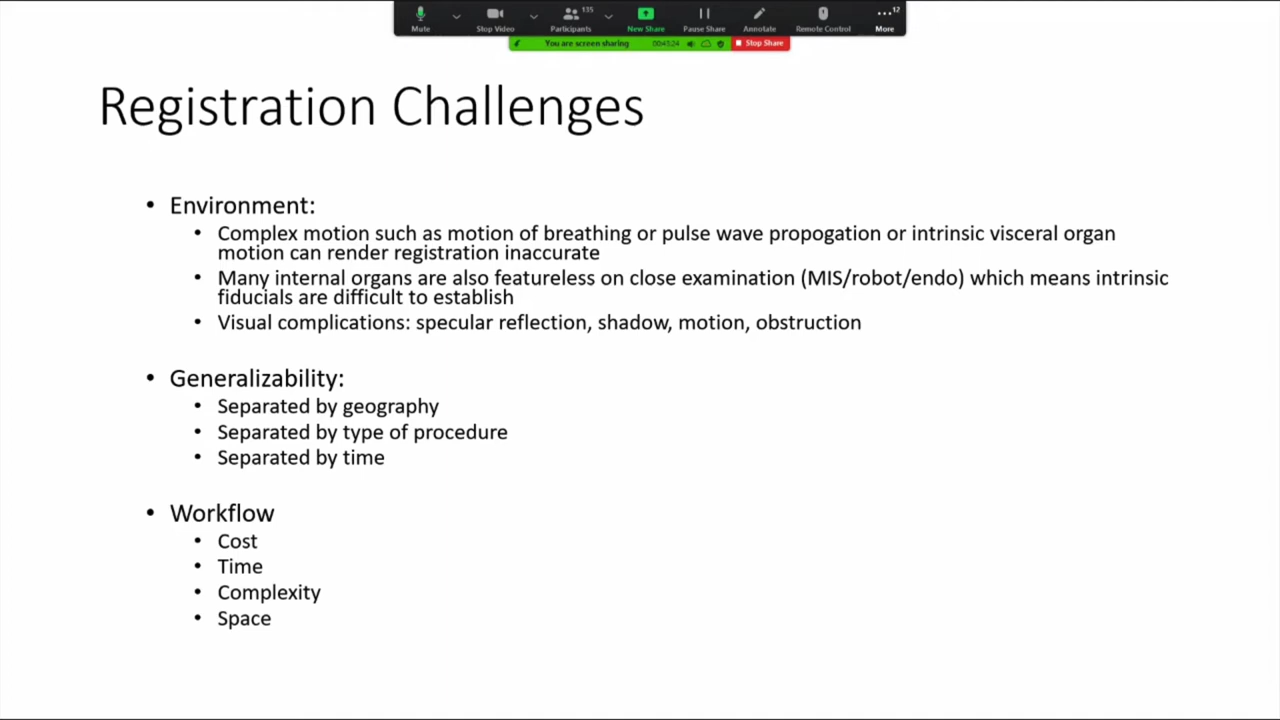 135
12
Mute
Stop Video
Participants
New Share
Pause Share
Annotate
Remote Control
More
You are screen sharing
00:43:24
Stop Share
Registration Challenges
• Environment:
• Complex motion such as motion of breathing or pulse wave propogation or intrinsic visceral organ
motion can render registration inaccurate
• Many internal organs are also featureless on close examination (MIS/robot/endo) which means intrinsic
fiducials are difficult to establish
• Visual complications: specular reflection, shadow, motion, obstruction
• Generalizability:
• Separated by geography
• Separated by type of procedure
• Separated by time
• Workflow
• Cost
• Time
• Complexity
• Space